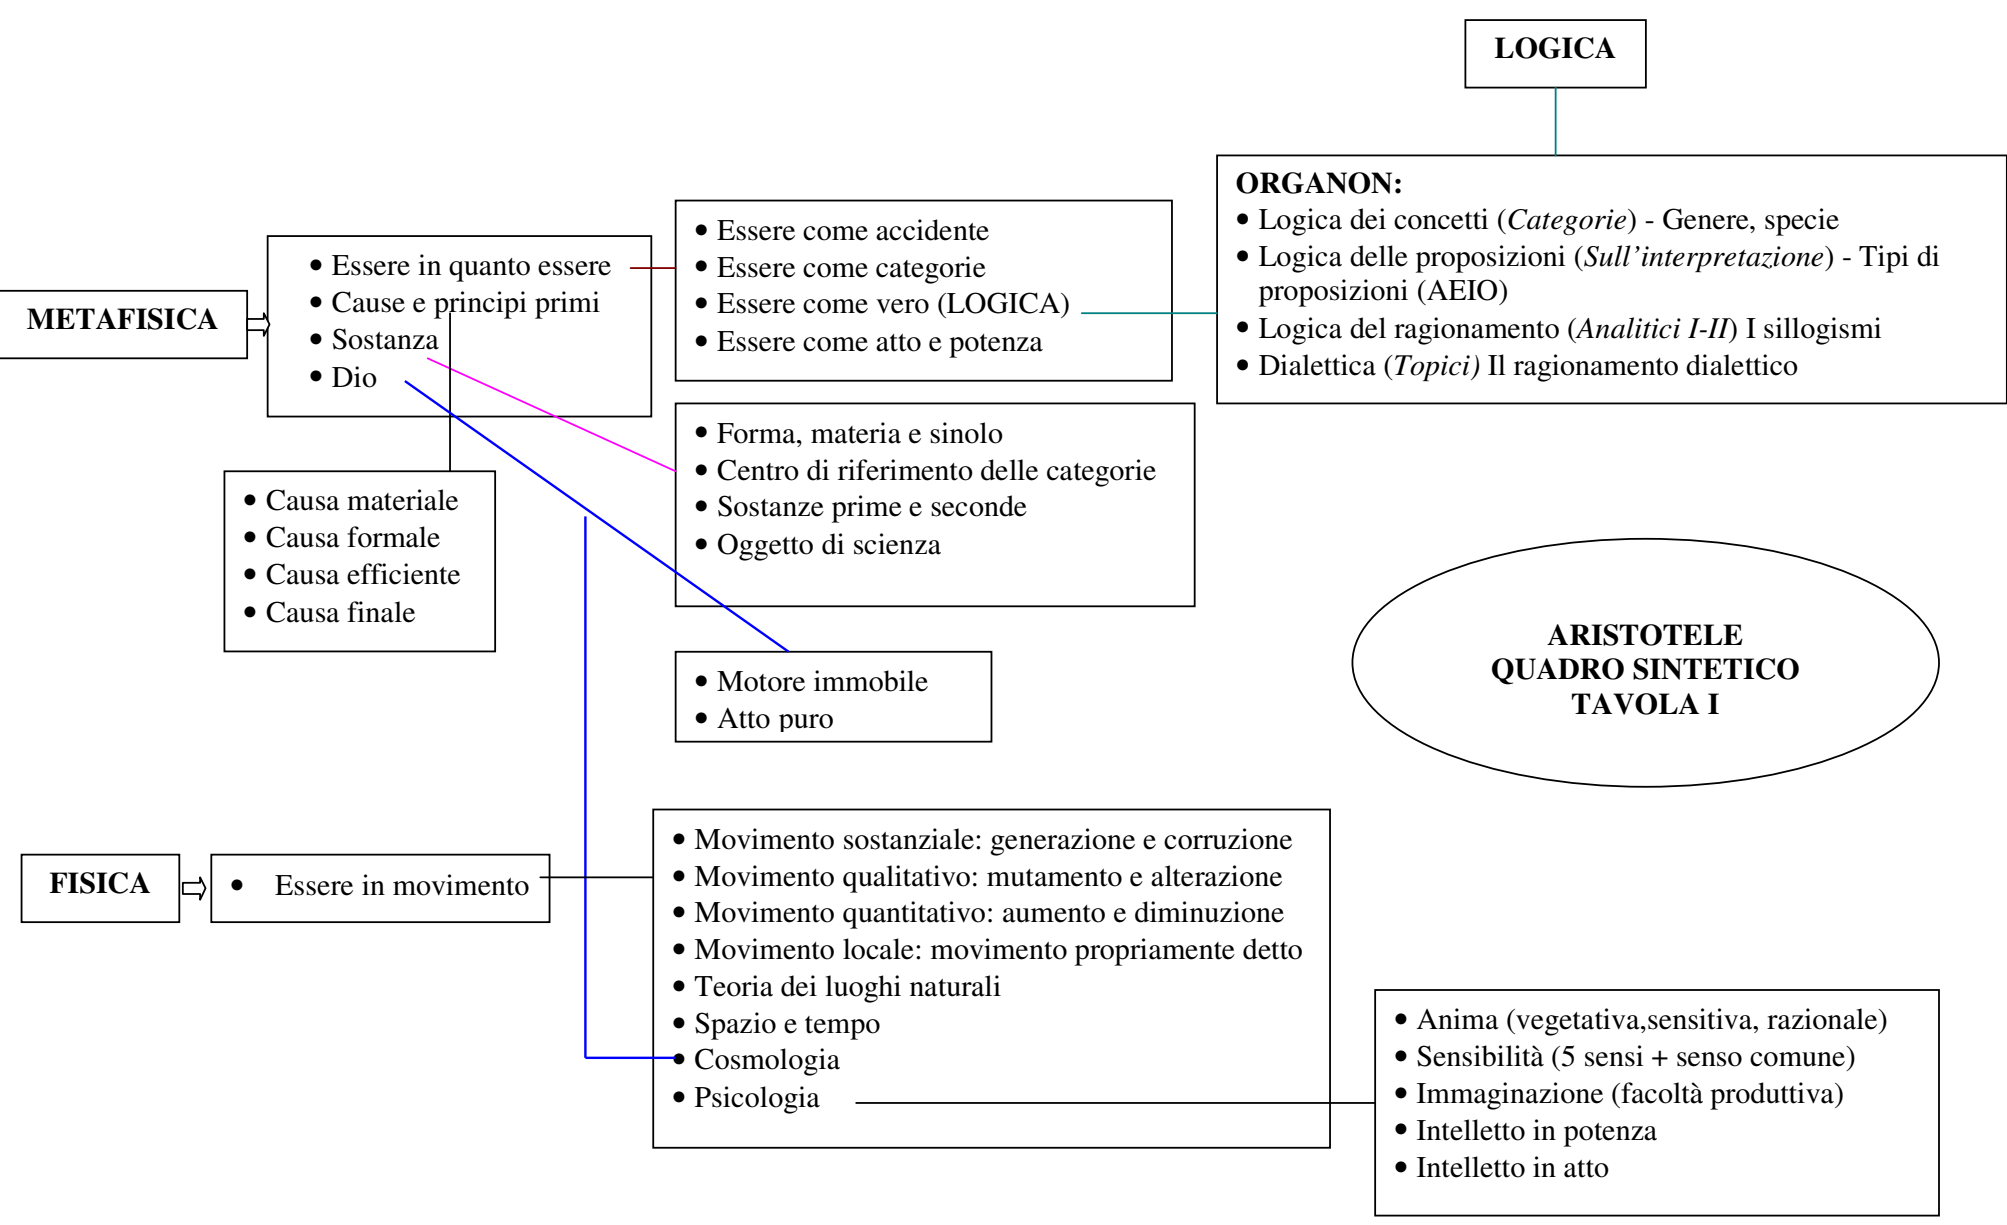 LOGICA
ORGANON:
• Logica dei concetti (Categorie) - Genere, specie
• Logica delle proposizioni (Sull'interpretazione) - Tipi di
proposizioni (AEIO)
• Logica del ragionamento (Analitici I-II) I sillogismi
• Dialettica (Topici) Il ragionamento dialettico
METAFISICA
• Essere in quanto essere
• Cause e principi primi
• Sostanza
• Dio
• Essere come accidente
• Essere come categorie
• Essere come vero (LOGICA)
• Essere come atto e potenza
• Forma, materia e sinolo
• Centro di riferimento delle categorie
• Sostanze prime e seconde
• Oggetto di scienza
• Causa materiale
• Causa formale
• Causa efficiente
• Causa finale
• Motore immobile
• Atto puro
ARISTOTELE
QUADRO SINTETICO
TAVOLA I
FISICA
• Essere in movimento
• Movimento sostanziale: generazione e corruzione
• Movimento qualitativo: mutamento e alterazione
• Movimento quantitativo: aumento e diminuzione
• Movimento locale: movimento propriamente detto
• Teoria dei luoghi naturali
• Spazio e tempo
• Cosmologia
• Psicologia
• Anima (vegetativa,sensitiva, razionale)
• Sensibilità (5 sensi + senso comune)
• Immaginazione (facoltà produttiva)
• Intelletto in potenza
• Intelletto in atto